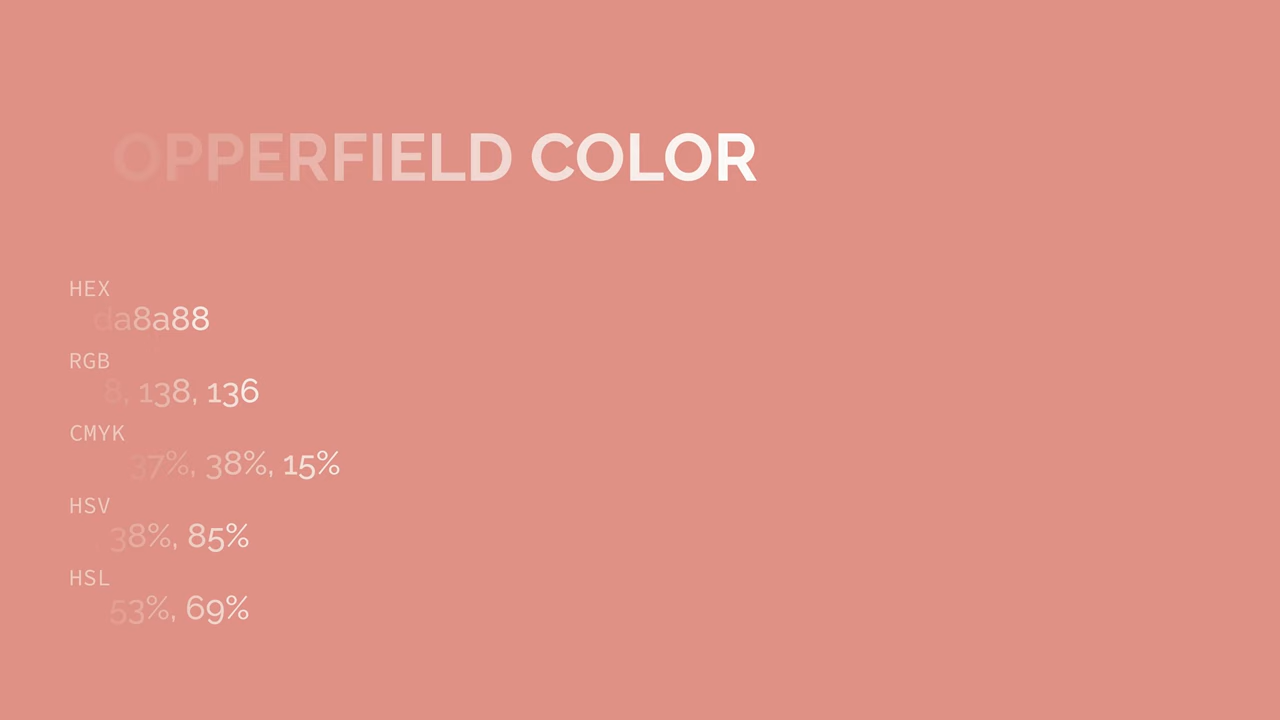 OPPERFIELD COLOR
HEX
da8a88
RGB
8, 138, 136
CMYK
37%, 38%, 15%
HSV
38%, 85%
HSL
53%, 69%